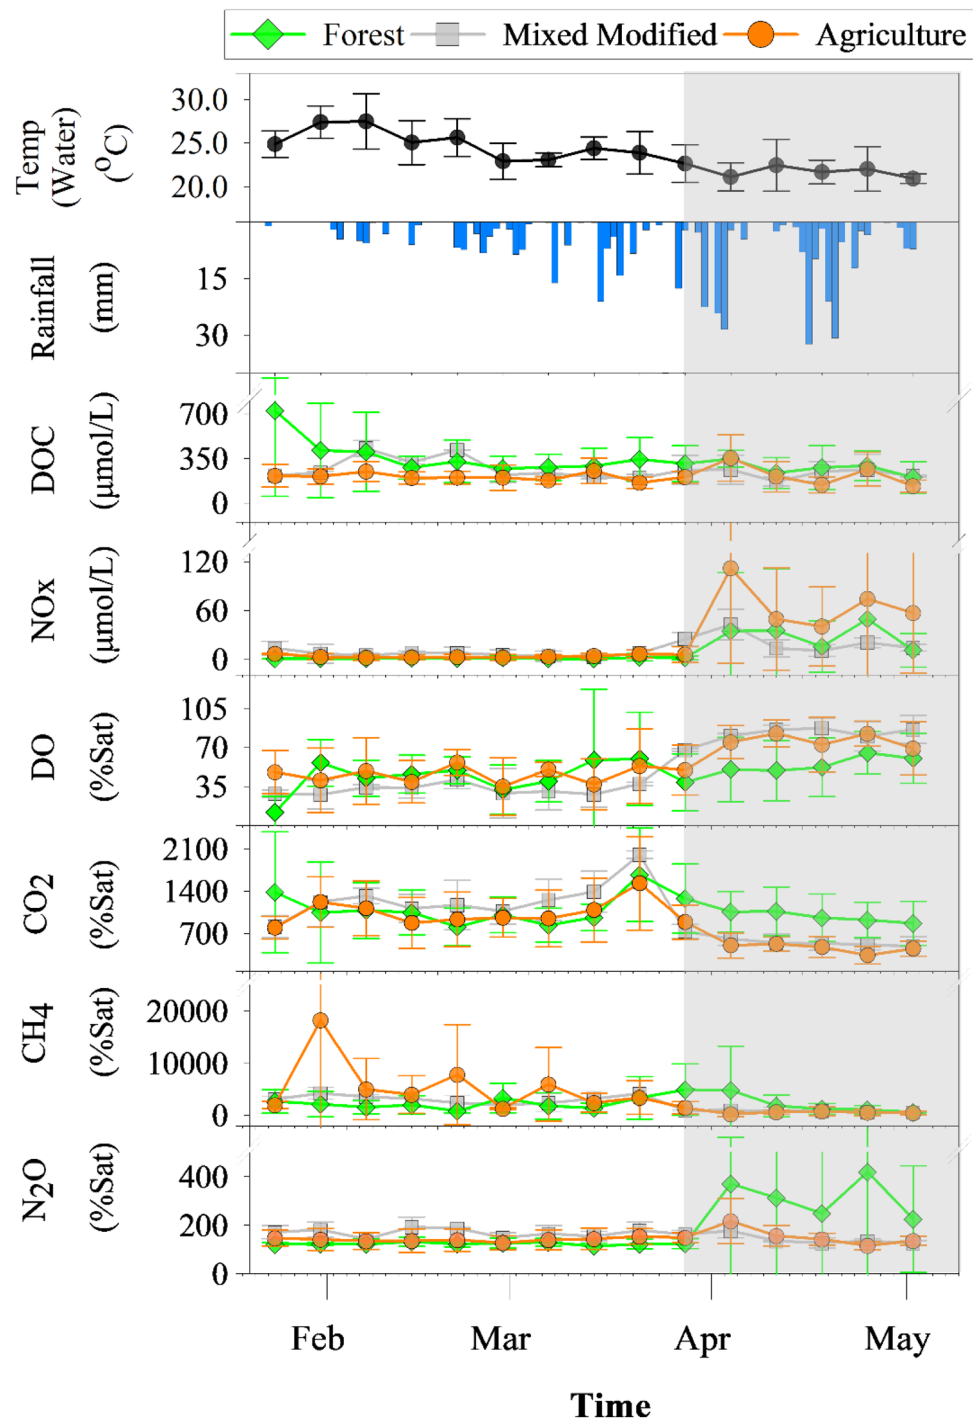 Forest Mixed Modified Agriculture
Temp
(Water)
(°C)
30.0
25.0
20.0
Rainfall
(mm)
15
30
DOC
(µmol/L)
700
350
0
NOx
(µmol/L)
120
60
0
DO
(%Sat)
105
70
35
CO2
(%Sat)
2100
1400
700
CH4
(%Sat)
20000
10000
0
N2O
(%Sat)
400
200
0
Feb Mar Apr May
Time